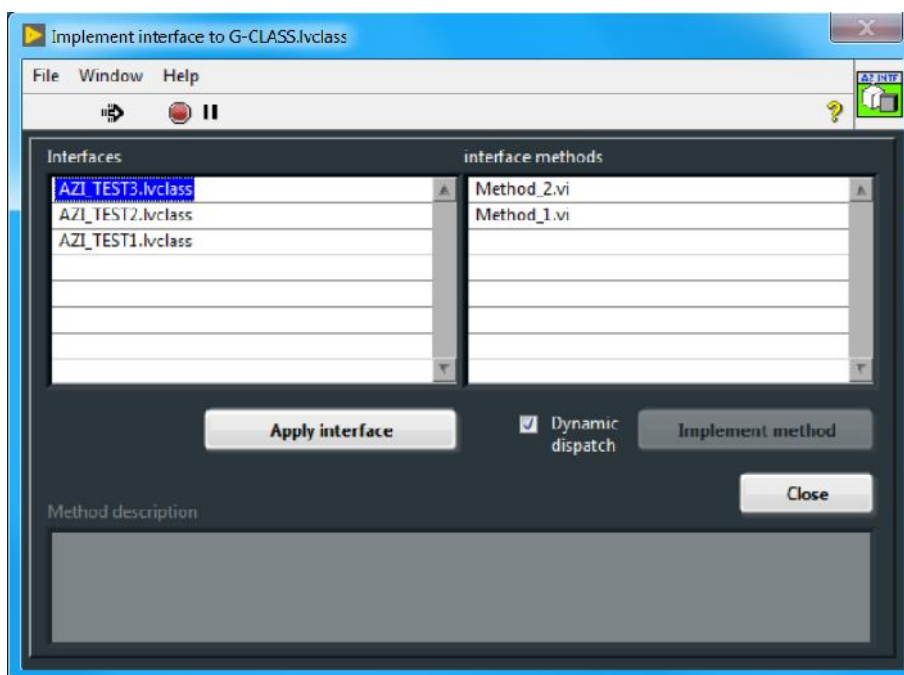 Implement interface to G-CLASS.lvclass
X
File Window Help
?
AZ INTF
Interfaces
interface methods
AZI_TEST3.lvclass
Method_2.vi
AZI_TEST2.lvclass
Method_1.vi
AZI_TEST1.lvclass
Apply interface
Dynamic
dispatch
Implement method
Close
Method description